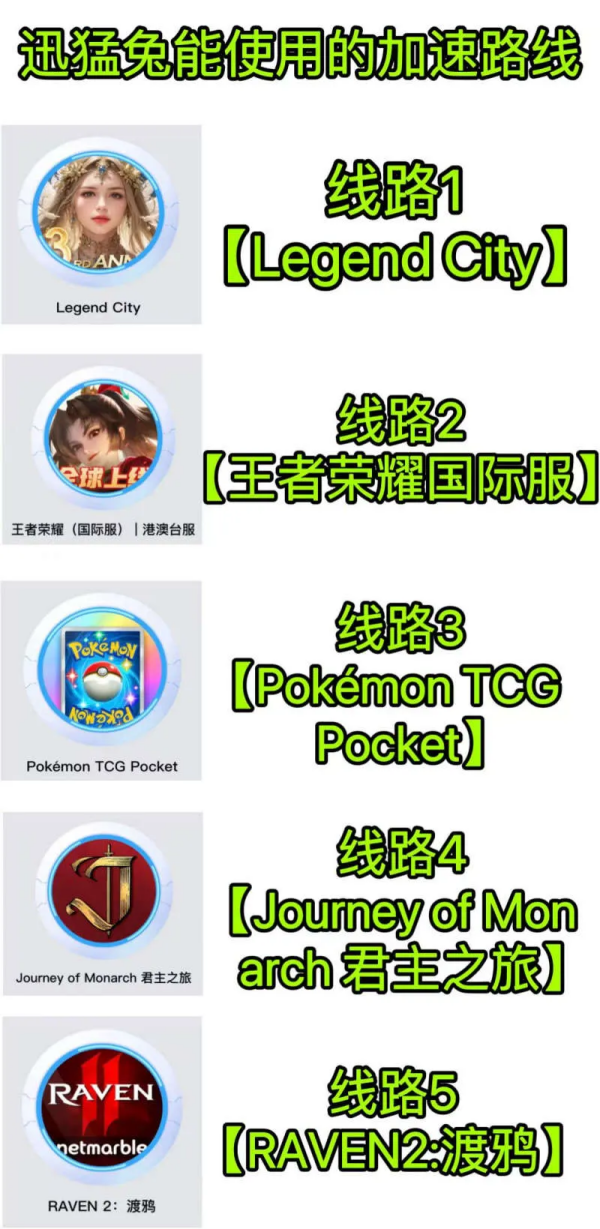 迅猛兔能使用的加速路线
3RD ANN
Legend City
线路1
【Legend City】
全球上线
王者荣耀（国际服）｜港澳台服
线路2
【王者荣耀国际服】
POKéMON
POKéMON
Pokémon TCG Pocket
线路3
【Pokémon TCG
Pocket】
J
Journey of Monarch 君主之旅
线路4
【Journey of Mon
arch 君主之旅】
RAVEN
II
netmarble
RAVEN 2：渡鸦
线路5
【RAVEN2:渡鸦】